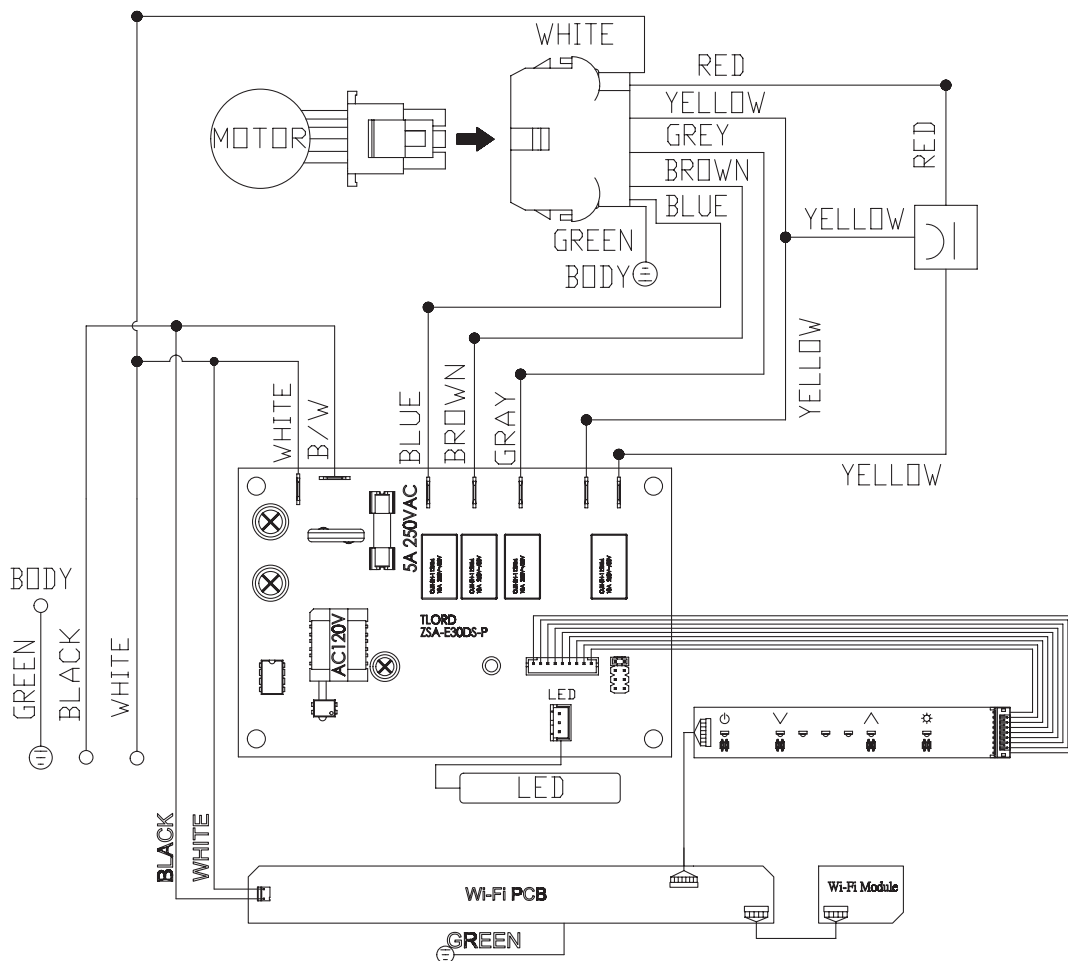 WHITE
RED
YELLOW
GREY
BROWN
BLUE
MOTOR
GREEN
BODY
RED
YELLOW
YELLOW
YELLOW
WHITE
B/W
BLUE
BROWN
GRAY
5A 250VAC
TLORD
ZSA-E30DS-P
AC120V
LED
LED
BODY
GREEN
BLACK
WHITE
BLACK
WHITE
Wi-Fi PCB
Wi-Fi Module
GREEN